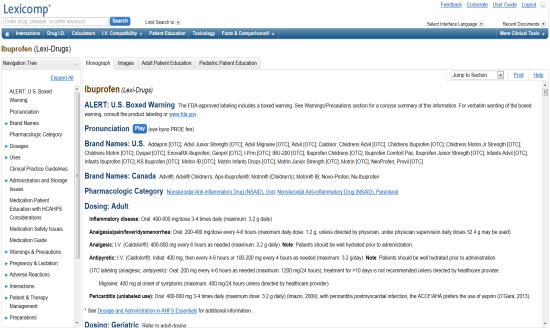 Feedback Corporate User Guide Logout
Lexicomp®
Enter drug, disease, or other keyword Search Limit Search to
Select Interface Language Recent Documents
Interactions Drug I.D. Calculators I.V. Compatibility Patient Education Toxicology Facts & Comparisons® More Clinical Tools
Ibuprofen (Lexi-Drugs)
Navigation Tree
Expand All
ALERT: U.S. Boxed
Warning
Pronunciation
Brand Names
Pharmacologic Category
Dosages
Uses
Clinical Practice Guidelines
Administration and Storage
Issues
Medication Patient
Education with HCAHPS
Considerations
Medication Safety Issues
Medication Guide
Warnings & Precautions
Pregnancy & Lactation
Adverse Reactions
Interactions
Patient & Therapy
Management
Preparations
Monograph Images Adult Patient Education Pediatric Patient Education
Jump to Section Print Help
Ibuprofen (Lexi-Drugs)
ALERT: U.S. Boxed Warning The FDA-approved labeling includes a boxed warning. See Warnings/Precautions section for a concise summary of this information. For verbatim wording of the boxed
warning, consult the product labeling or www.fda.gov.
Pronunciation Play (eye byoo PROE fen)
Brand Names: U.S. Addaprin [OTC]; Advil Junior Strength [OTC]; Advil Migraine [OTC]; Advil [OTC]; Caldolor; Childrens Advil [OTC]; Childrens Ibuprofen [OTC]; Childrens Motrin Jr Strength [OTC];
Childrens Motrin [OTC]; Dyspel [OTC]; EnovaRX-Ibuprofen; Genpril [OTC]; I-Prin [OTC]; IBU-200 [OTC]; Ibuprofen Childrens [OTC]; Ibuprofen Comfort Pac; Ibuprofen Junior Strength [OTC]; Infants Advil [OTC];
Infants Ibuprofen [OTC]; KS Ibuprofen [OTC]; Motrin IB [OTC]; Motrin Infants Drops [OTC]; Motrin Junior Strength [OTC]; Motrin [OTC]; NeoProfen; Provil [OTC]
Brand Names: Canada Advil®; Advil® Children's; Apo-Ibuprofen®; Motrin® (Children's); Motrin® IB; Novo-Profen; Nu-Ibuprofen
Pharmacologic Category Nonsteroidal Anti-inflammatory Drug (NSAID), Oral; Nonsteroidal Anti-inflammatory Drug (NSAID), Parenteral
Dosing: Adult
Inflammatory disease: Oral: 400-800 mg/dose 3-4 times daily (maximum: 3.2 g daily)
Analgesia/pain/fever/dysmenorrhea: Oral: 200-400 mg/dose every 4-6 hours (maximum daily dose: 1.2 g, unless directed by physician; under physician supervision daily doses ≤2.4 g may be used)
Analgesic: I.V. (Caldolor®): 400-800 mg every 6 hours as needed (maximum: 3.2 g daily). Note: Patients should be well hydrated prior to administration.
Antipyretic: I.V. (Caldolor®): Initial: 400 mg, then every 4-6 hours or 100-200 mg every 4 hours as needed (maximum: 3.2 g/day). Note: Patients should be well hydrated prior to administration
OTC labeling (analgesic, antipyretic): Oral: 200 mg every 4-6 hours as needed (maximum: 1200 mg/24 hours); treatment for >10 days is not recommended unless directed by healthcare provider.
Migraine: 400 mg at onset of symptoms (maximum: 400 mg/24 hours unless directed by healthcare provider)
Pericarditis (unlabeled use): Oral: 400-800 mg 3-4 times daily (maximum dose: 3.2 g daily) (Imazio, 2009); with pericarditis postmyocardial infarction, the ACCF/AHA prefers the use of aspirin (O'Gara, 2013).
* See Dosage and Administration in AHFS Essentials for additional information.
Dosing: Geriatric Refer to adult dosing.